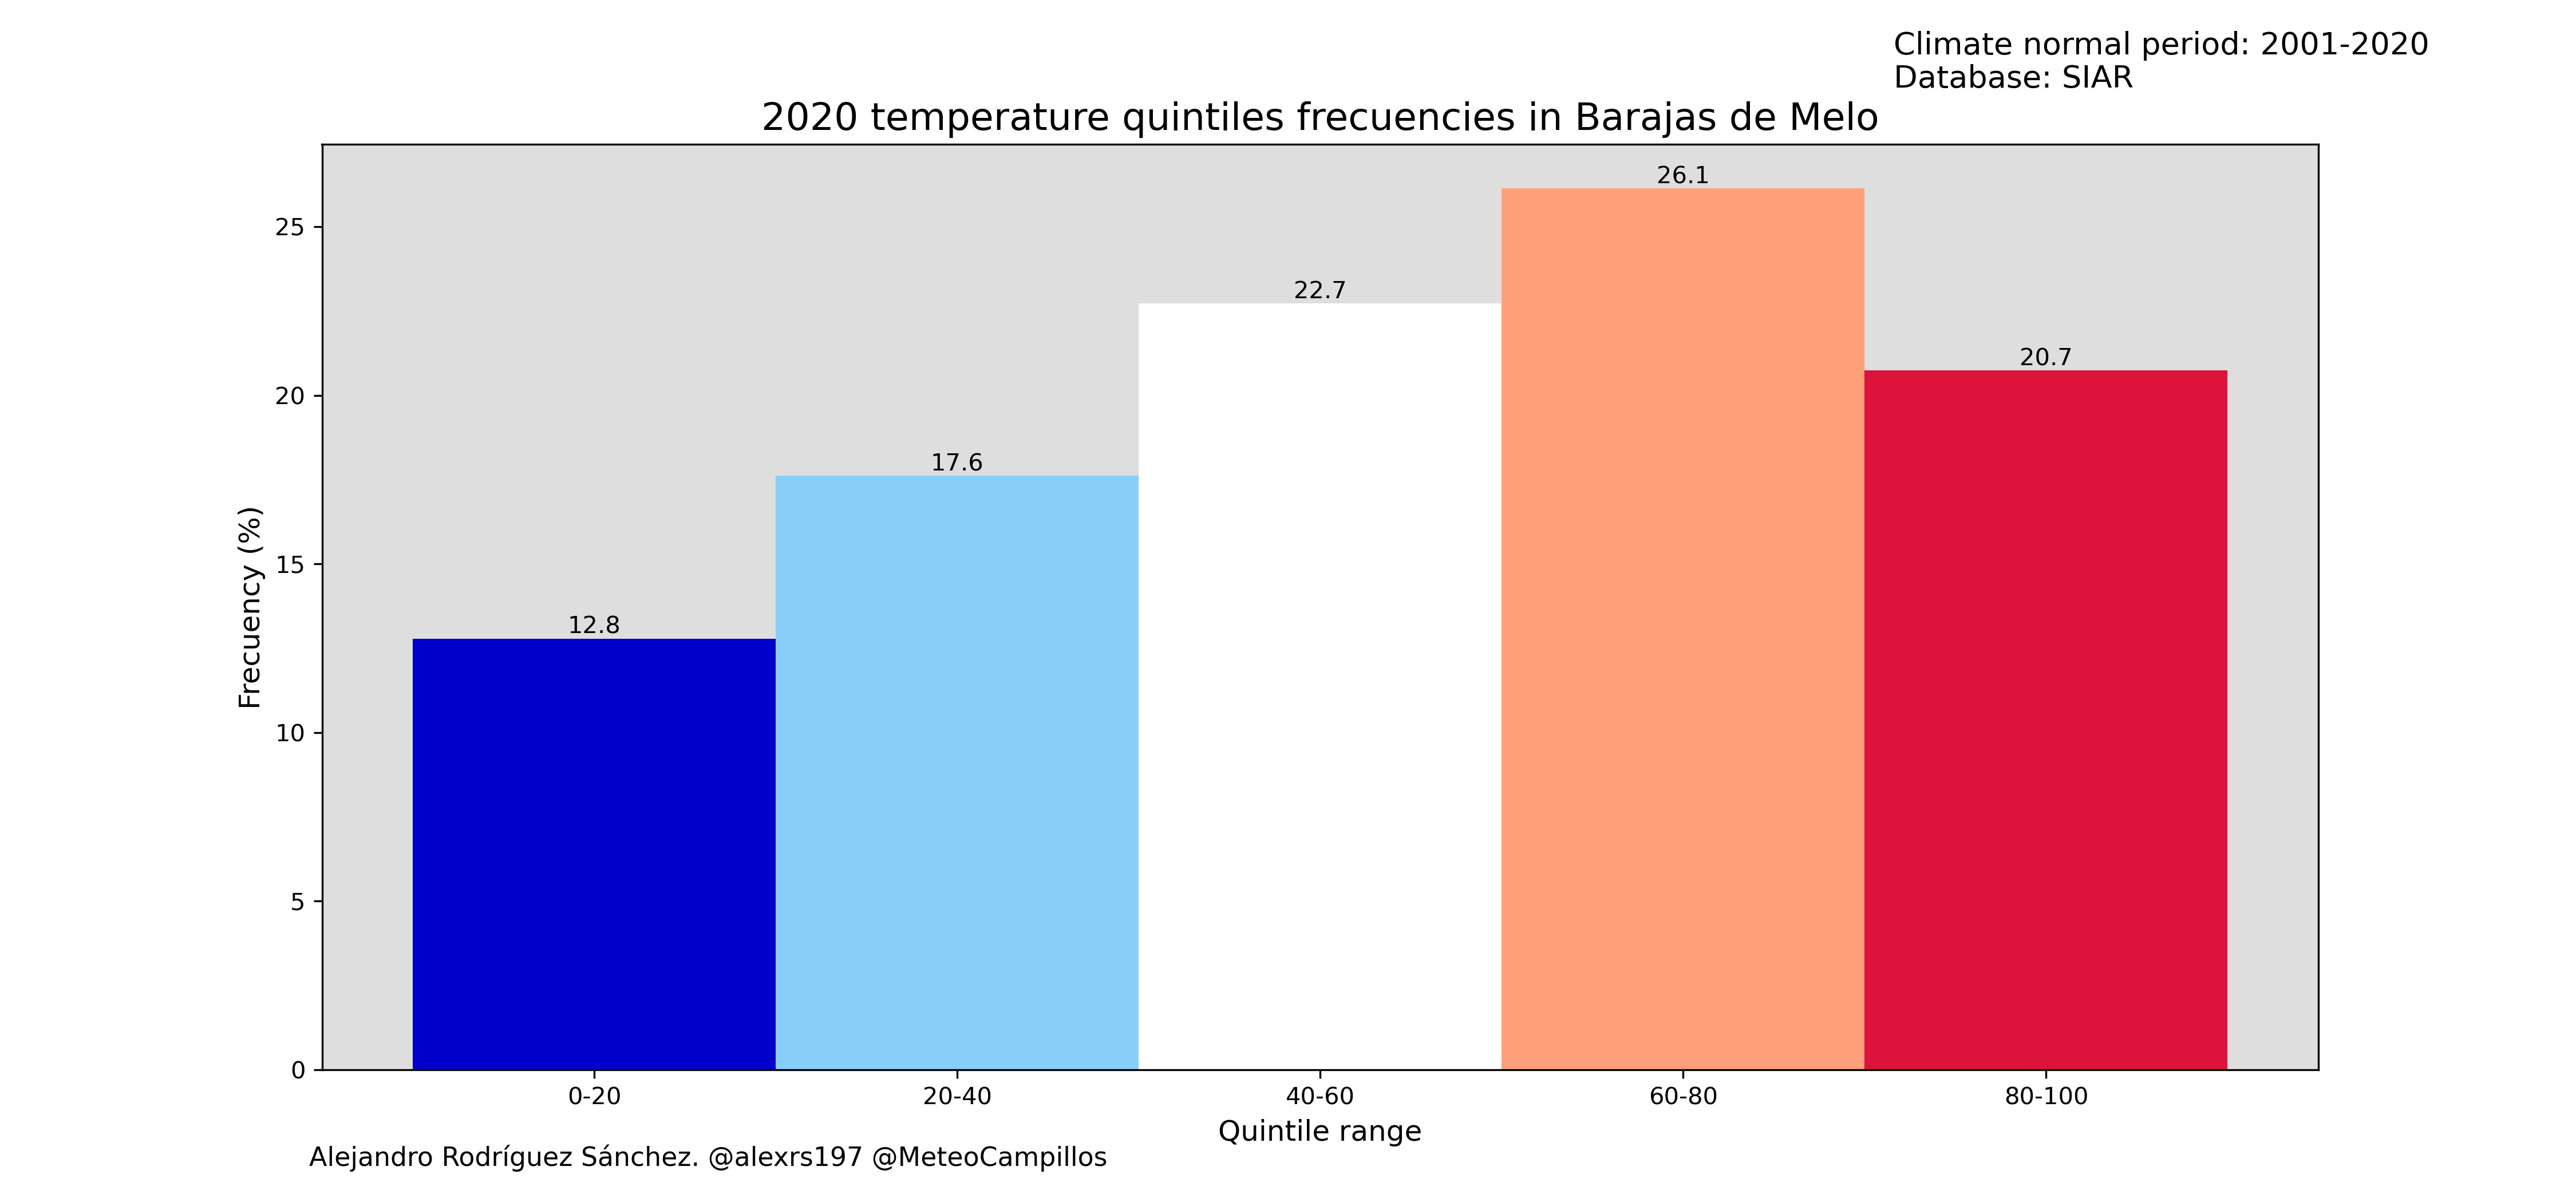 Climate normal period: 2001-2020
Database: SIAR
2020 temperature quintiles frecuencies in Barajas de Melo
Frecuency (%)
25
20
15
10
5
0
12.8
17.6
22.7
26.1
20.7
0-20
20-40
40-60
60-80
80-100
Quintile range
Alejandro Rodríguez Sánchez. @alexrs197 @MeteoCampillos